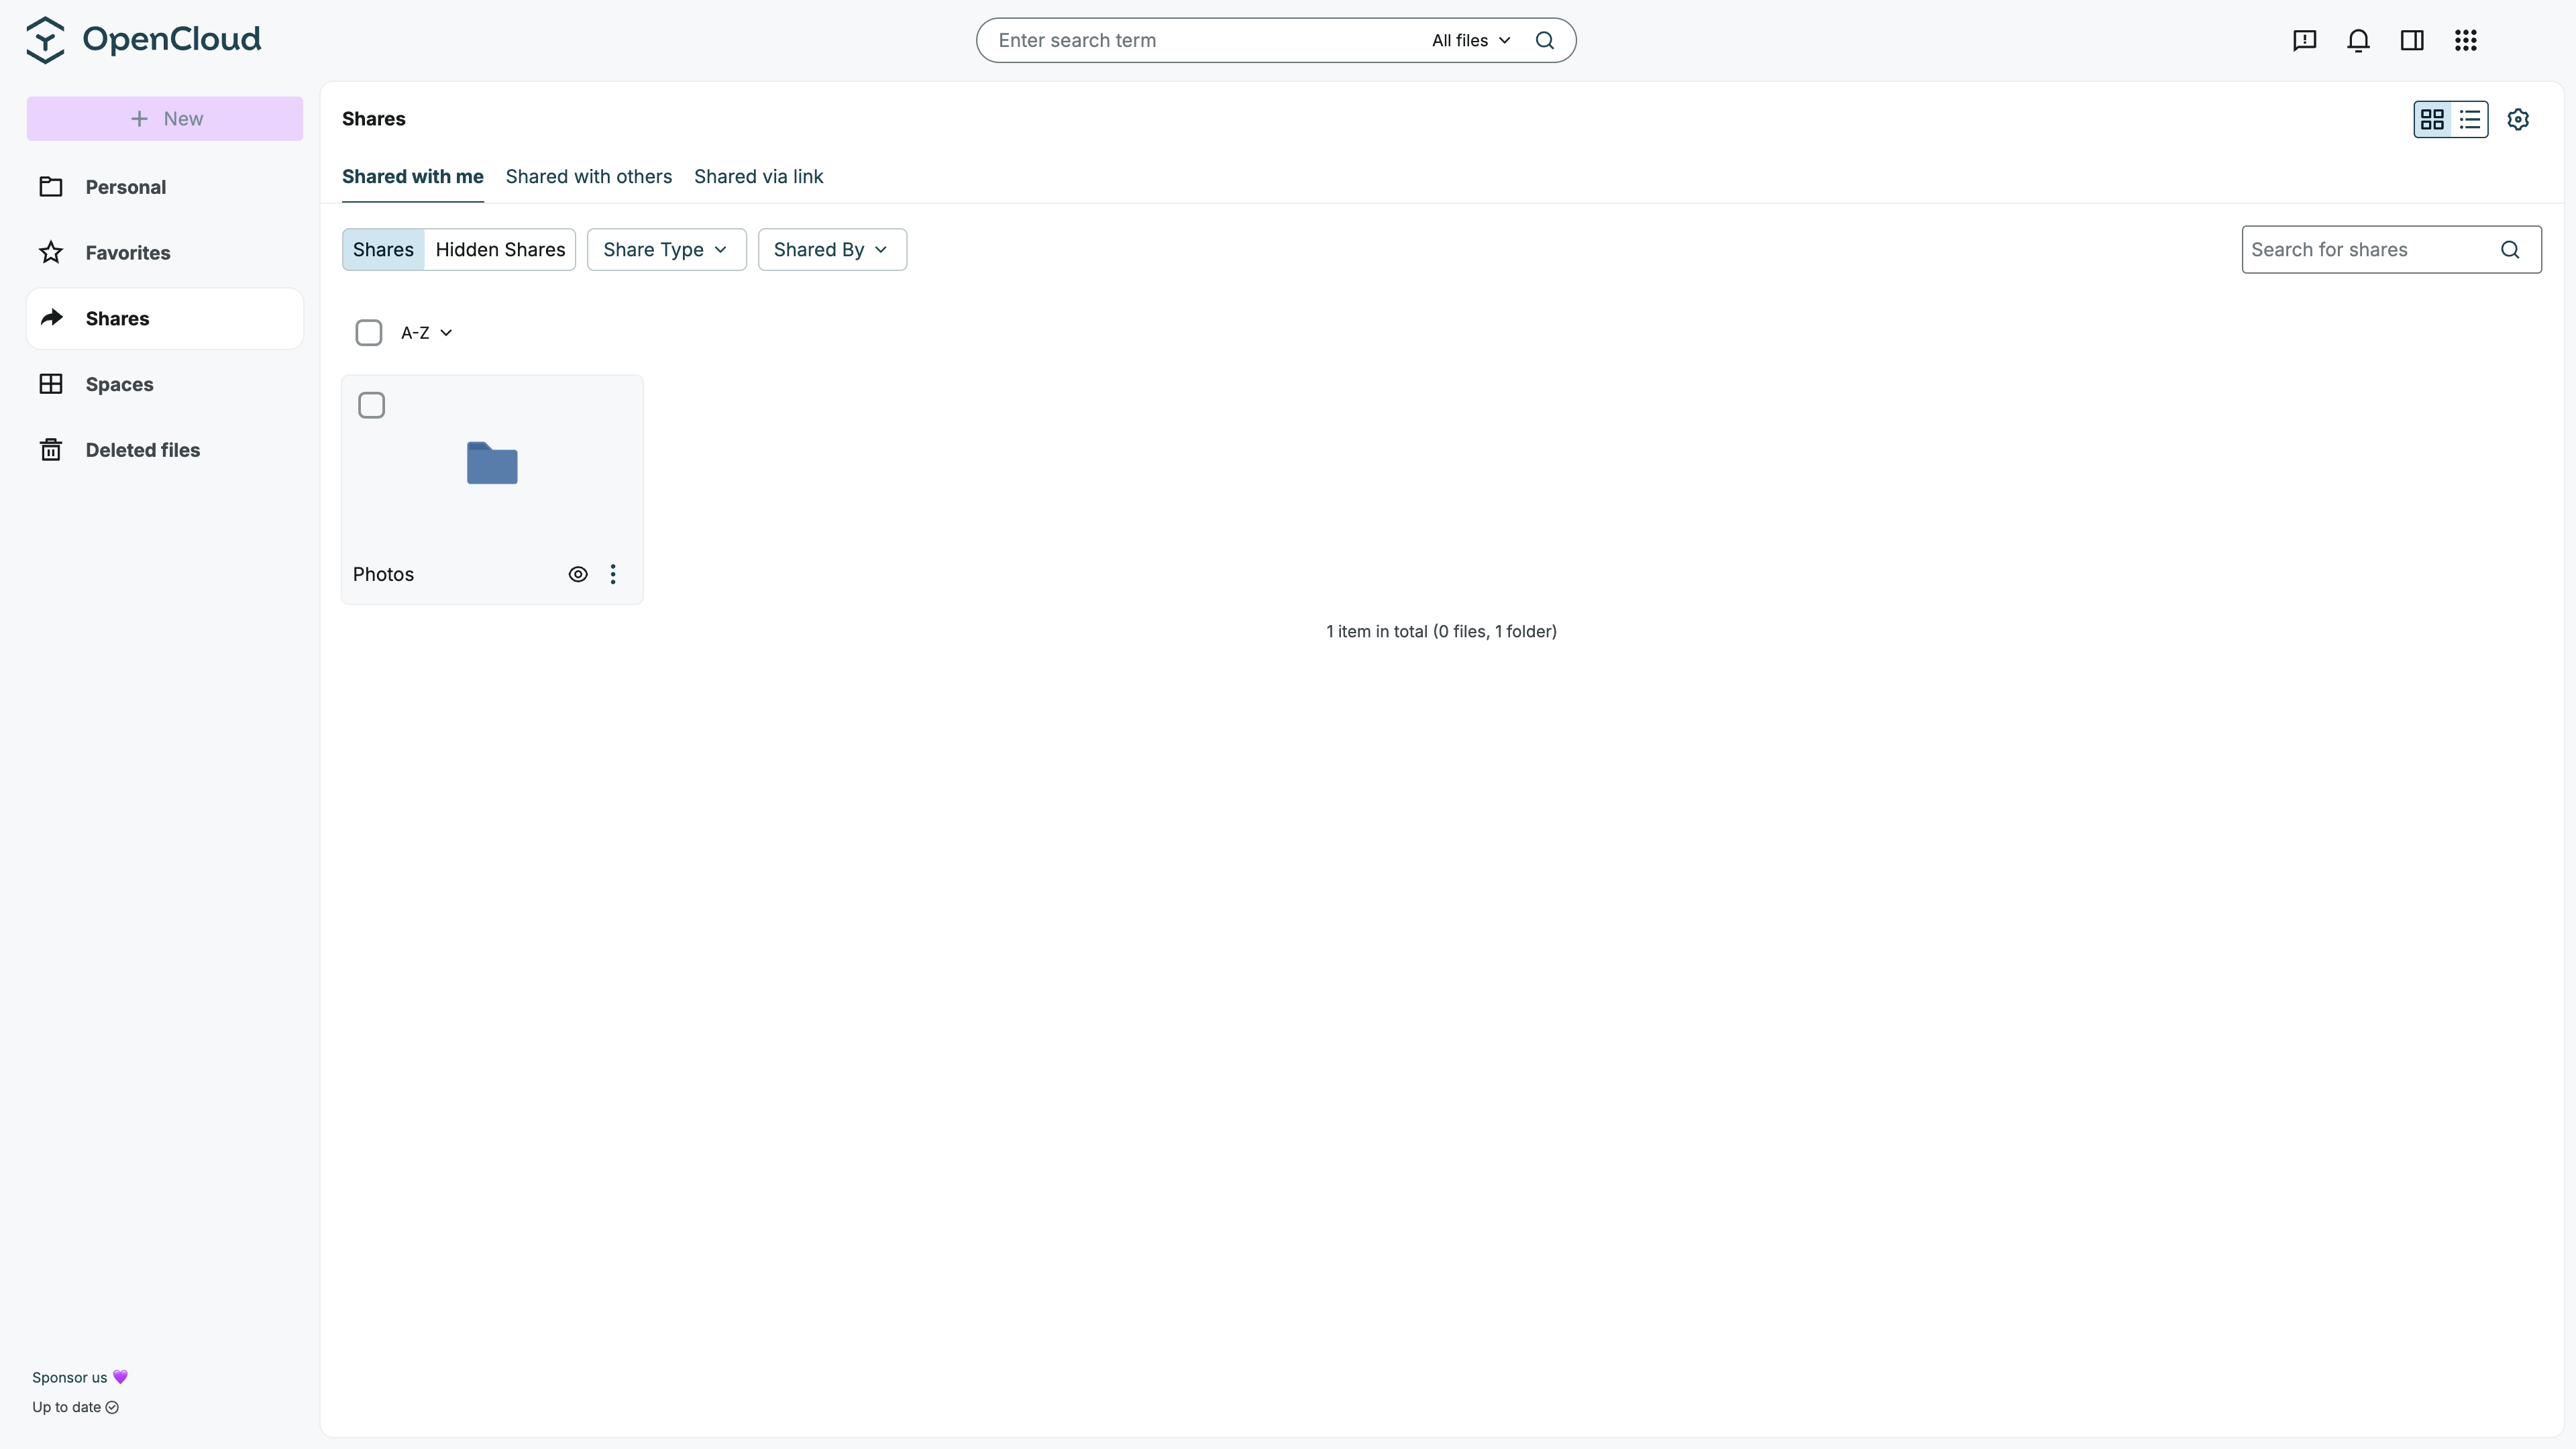 OpenCloud
Enter search term
All files
New
Personal
Favorites
Shares
Spaces
Deleted files
Sponsor us 💜
Up to date
Shares
Shared with me
Shared with others
Shared via link
Shares
Hidden Shares
Share Type
Shared By
Search for shares
A-Z
Photos
1 item in total (0 files, 1 folder)